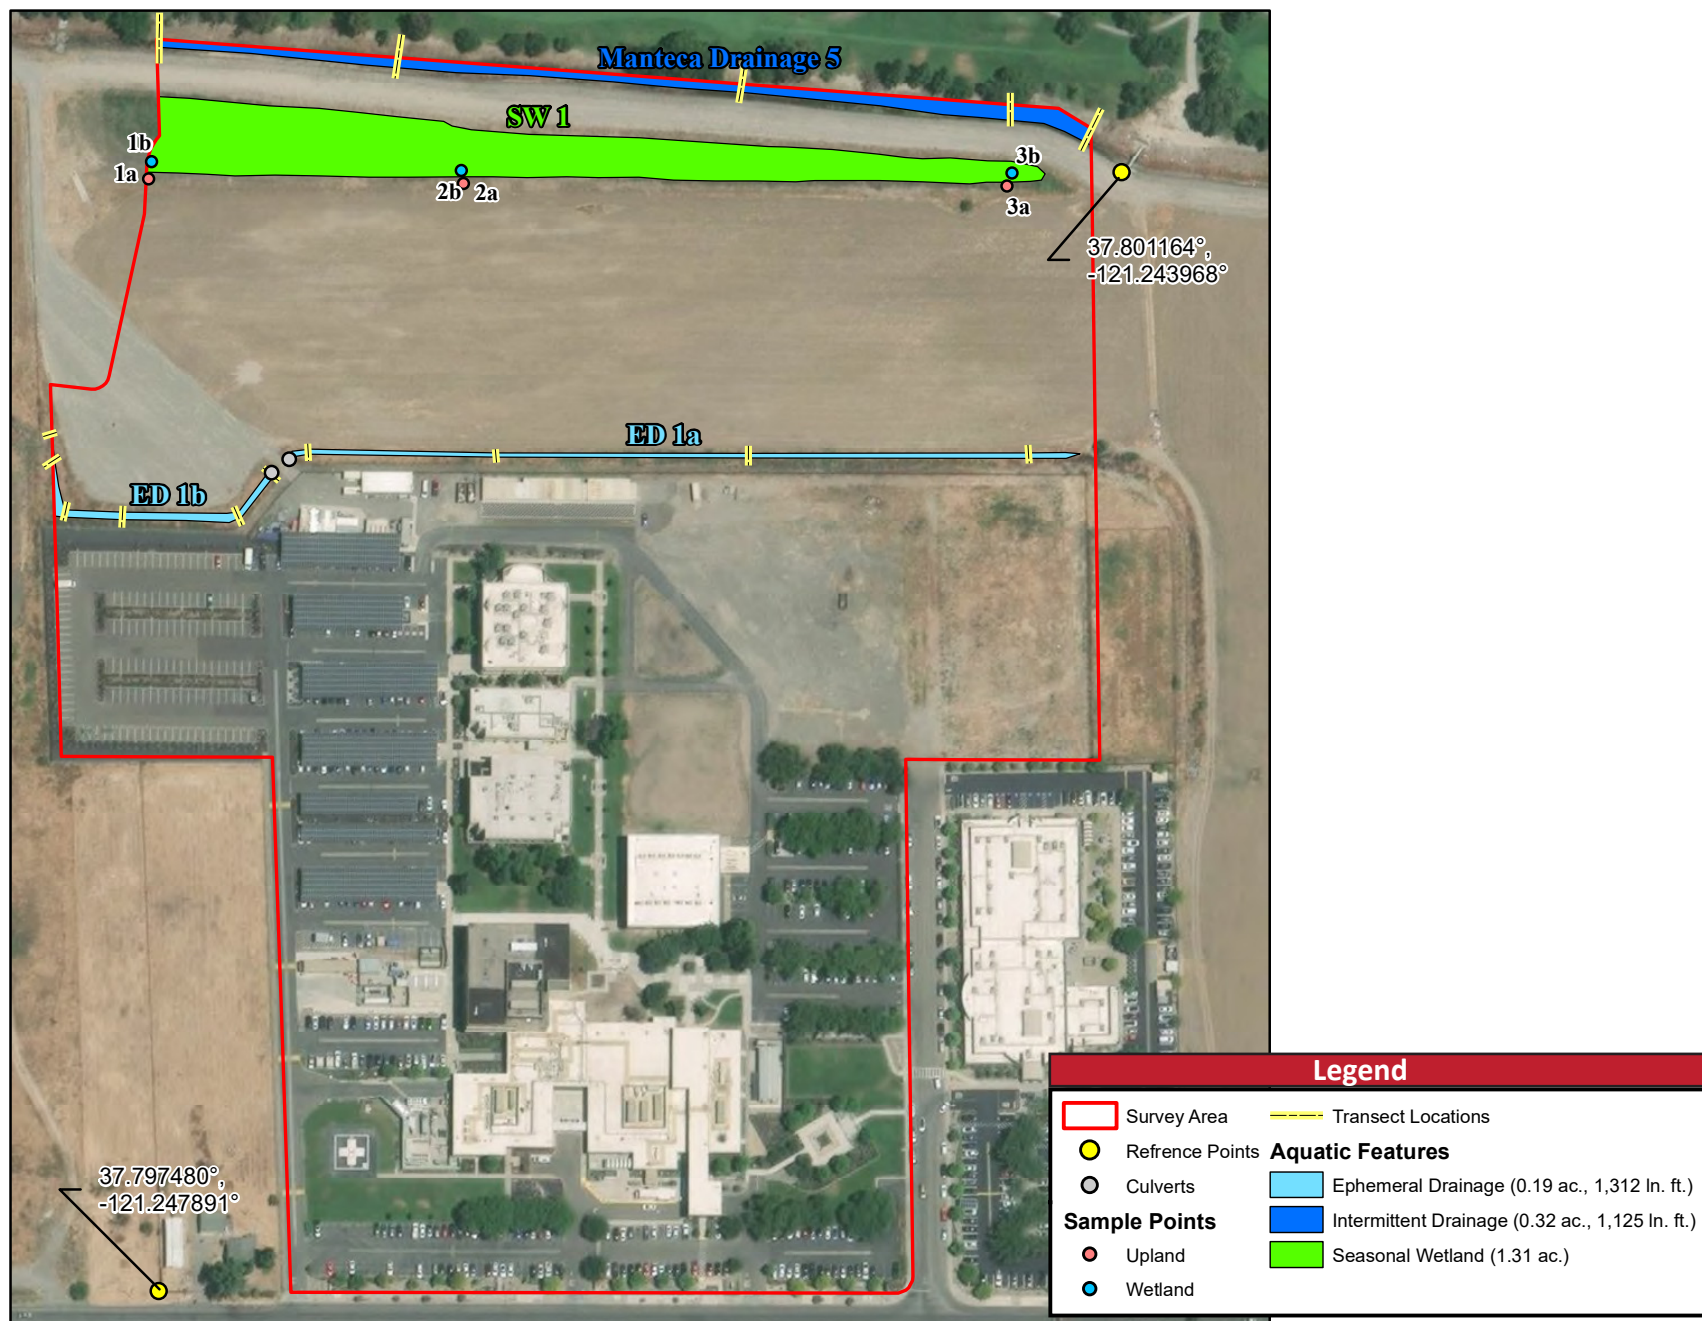 Manteca Drainage 5
SW 1
1b
1a
2b
2a
3b
3a
37.801164°,
-121.243968°
ED 1a
ED 1b
37.797480°,
-121.247891°
Legend
Survey Area
Refrence Points
Culverts
Sample Points
Upland
Wetland
Transect Locations
Aquatic Features
Ephemeral Drainage (0.19 ac., 1,312 ln. ft.)
Intermittent Drainage (0.32 ac., 1,125 ln. ft.)
Seasonal Wetland (1.31 ac.)